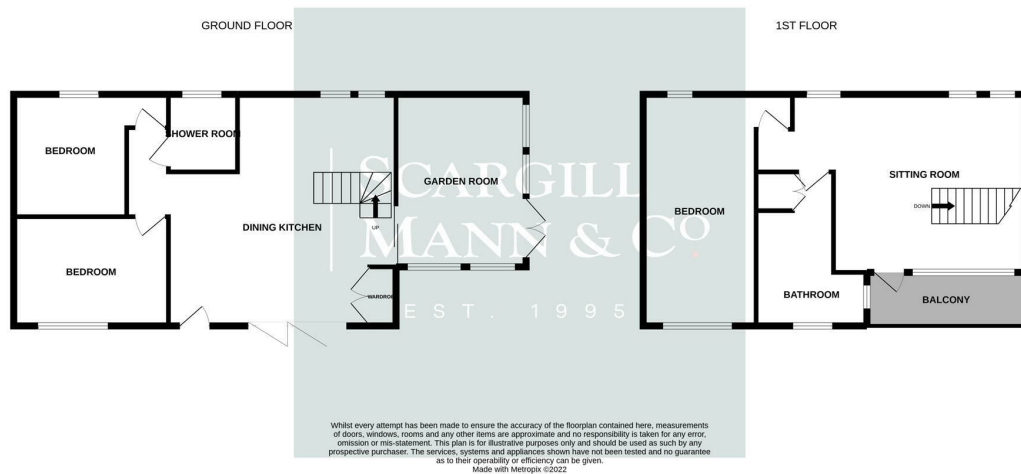 GROUND FLOOR
1ST FLOOR
BEDROOM
SHOWER ROOM
GARDEN ROOM
DINING KITCHEN
UP
BEDROOM
WARDROBE
BEDROOM
SITTING ROOM
DOWN
BATHROOM
BALCONY
SCARGILL
MANN & CO
EST. 1995
Whilst every attempt has been made to ensure the accuracy of the floorplan contained here, measurements
of doors, windows, rooms and any other items are approximate and no responsibility is taken for any error,
omission or mis-statement. This plan is for illustrative purposes only and should be used as such by any
prospective purchaser. The services, systems and appliances shown have not been tested and no guarantee
as to their operability or efficiency can be given.
Made with Metropix ©2022